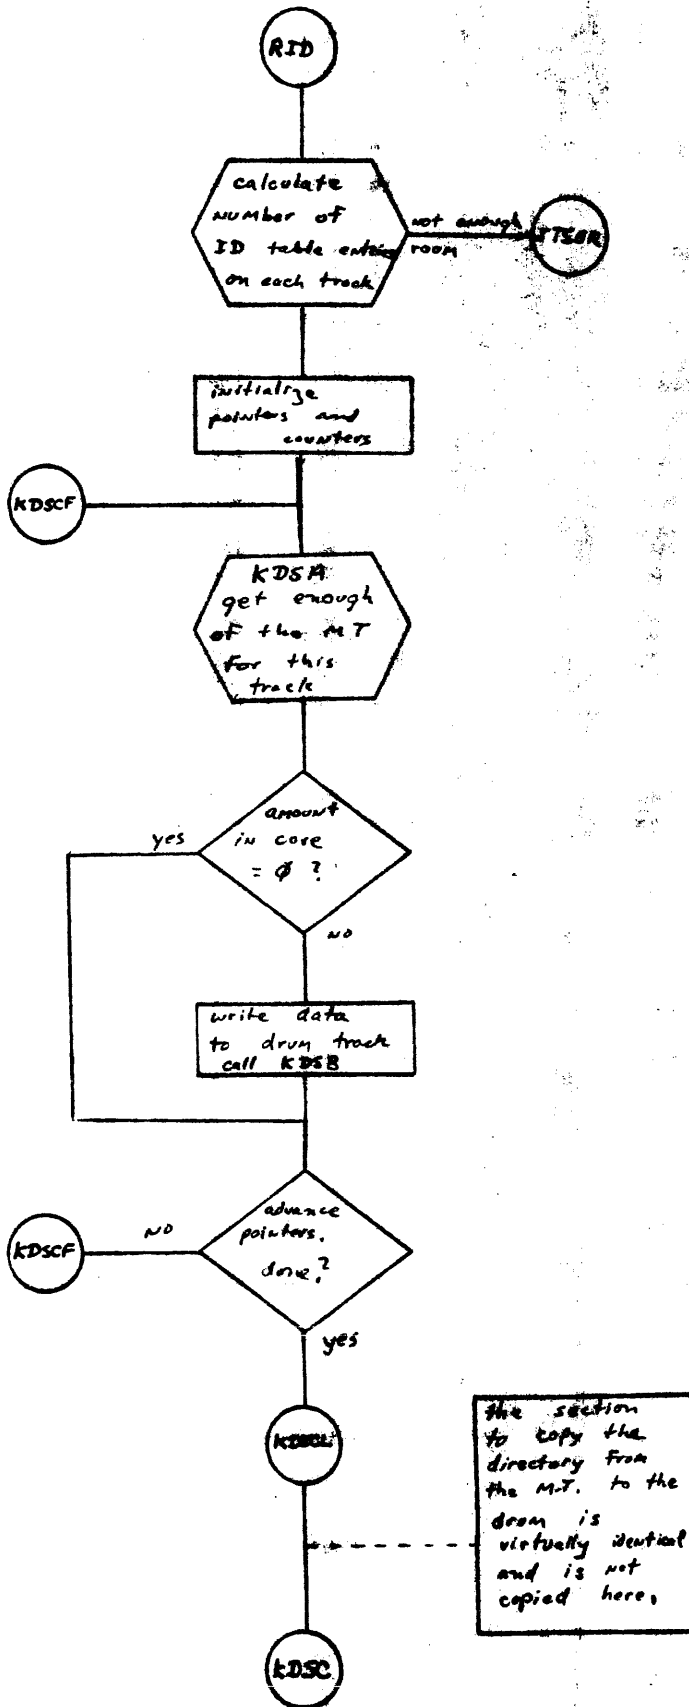 RID
calculate
number of
ID table entries
on each track
not enough
room
initialize
pointers and
counters
KDSCF
KDSA
get enough
of the MT
for this
track
amount
in core
= Ø ?
yes
NO
write data
to drum track
call KDSB
advance
pointers.
done?
NO
KDSCF
yes
the section
to copy the
directory from
the M.T. to the
drum is
virtually identical
and is not
copied here.
KDSC